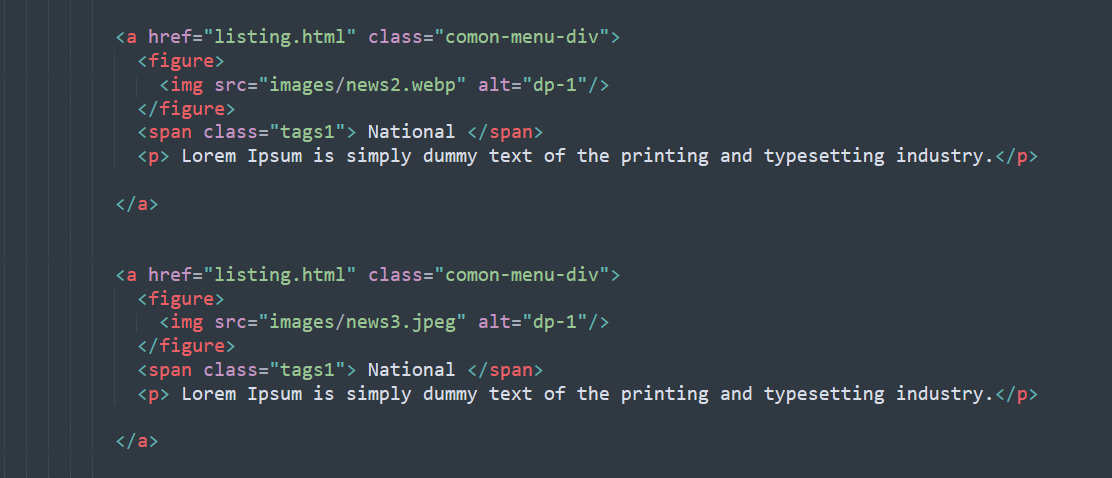 <a href="listing.html" class="comon-menu-div">
<figure>
<img src="images/news2.webp" alt="dp-1"/>
</figure>
<span class="tags1"> National </span>
<p> Lorem Ipsum is simply dummy text of the printing and typesetting industry.</p>
</a>
<a href="listing.html" class="comon-menu-div">
<figure>
<img src="images/news3.jpeg" alt="dp-1"/>
</figure>
<span class="tags1"> National </span>
<p> Lorem Ipsum is simply dummy text of the printing and typesetting industry.</p>
</a>